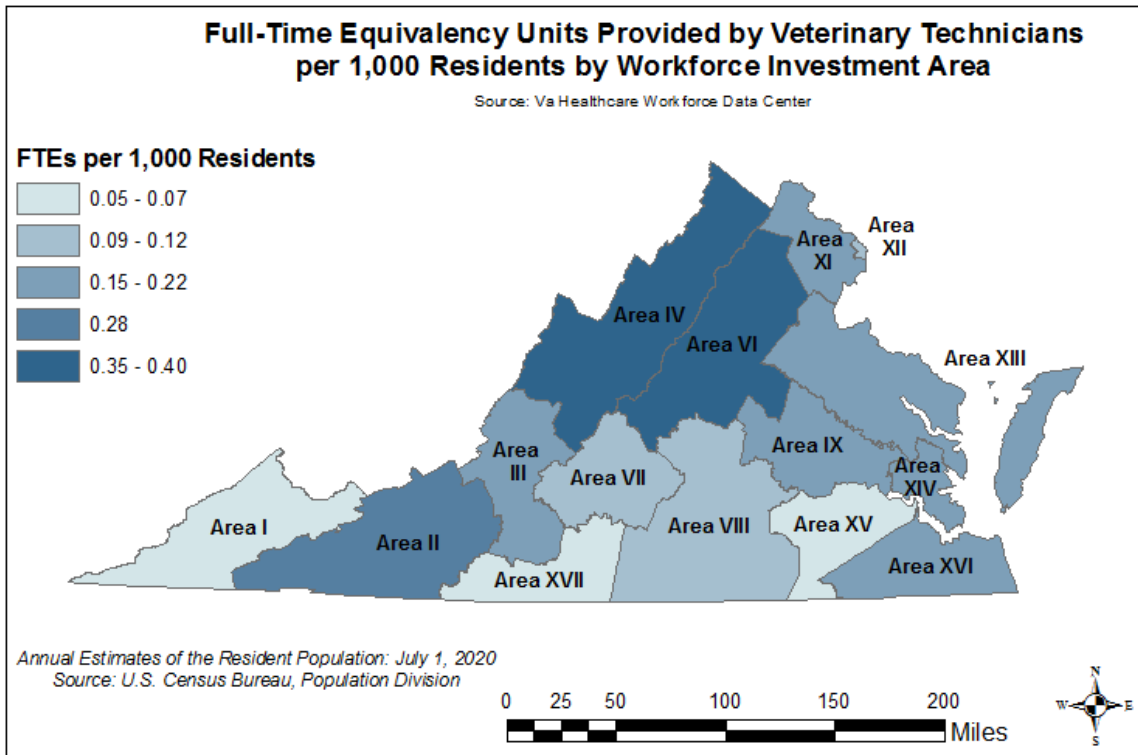 Full-Time Equivalency Units Provided by Veterinary Technicians
per 1,000 Residents by Workforce Investment Area
Source: Va Healthcare Workforce Data Center
FTEs per 1,000 Residents
0.05 - 0.07
0.09 - 0.12
0.15 - 0.22
0.28
0.35 - 0.40
Area
XII
Area
XI
Area IV
Area VI
Area XIII
Area
III
Area VII
Area IX
Area
XIV
Area I
Area II
Area VIII
Area XV
Area XVII
Area XVI
Annual Estimates of the Resident Population: July 1, 2020
Source: U.S. Census Bureau, Population Division
0 25 50 100 150 200
Miles
N
W E
S